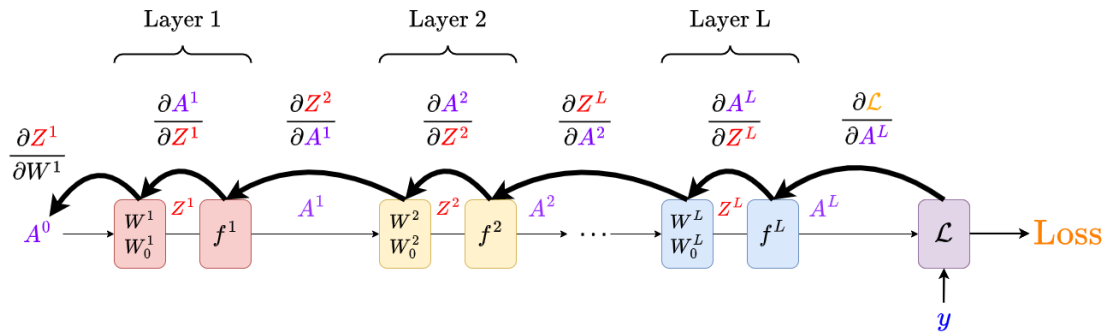 Layer 1 Layer 2 Layer L
∂Z¹/∂W¹ ∂A¹/∂Z¹ ∂Z²/∂A¹ ∂A²/∂Z² ∂Z^L/∂A² ∂A^L/∂Z^L ∂ℒ/∂A^L
A⁰ W¹ W₀¹ Z¹ f¹ A¹ W² W₀² Z² f² A² ··· W^L W₀^L Z^L f^L A^L ℒ Loss
y